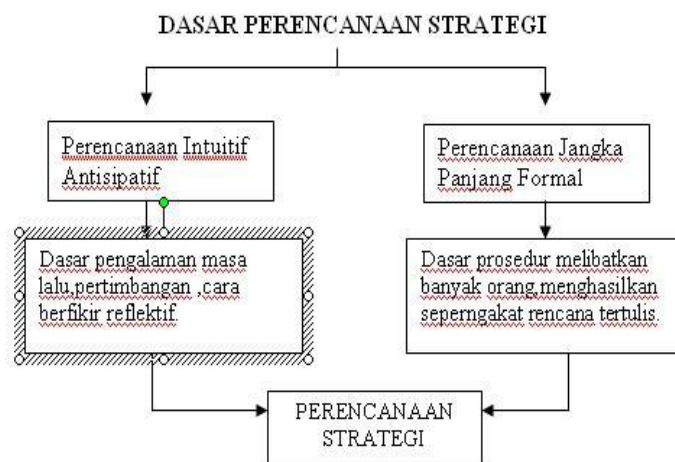 DASAR PERENCANAAN STRATEGI
Perencanaan Intuitif
Antisipatif
Perencanaan Jangka
Panjang Formal
Dasar pengalaman masa
lalu,pertimbangan ,cara
berfikir reflektif.
Dasar prosedur melibatkan
banyak orang,menghasilkan
seperngakat rencana tertulis.
PERENCANAAN
STRATEGI